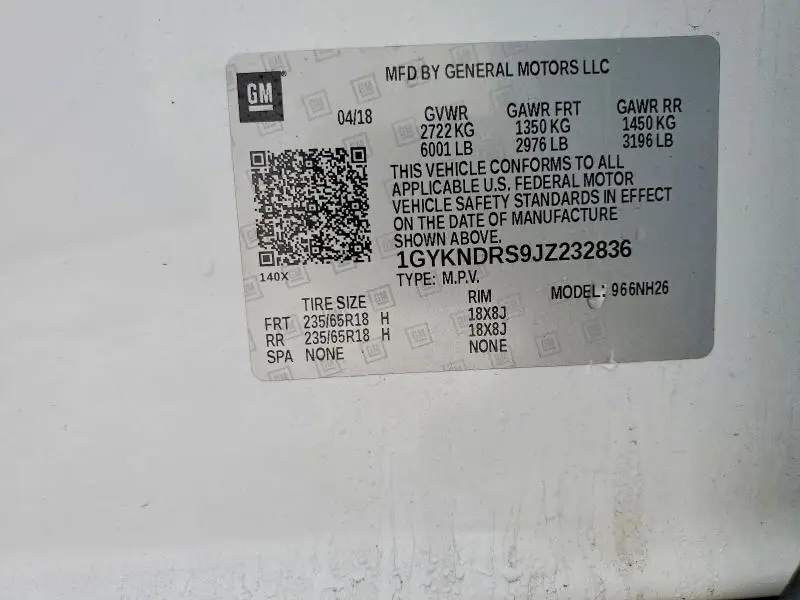 GM
MFD BY GENERAL MOTORS LLC
04/18 GVWR GAWR FRT GAWR RR
2722 KG 1350 KG 1450 KG
6001 LB 2976 LB 3196 LB
THIS VEHICLE CONFORMS TO ALL
APPLICABLE U.S. FEDERAL MOTOR
VEHICLE SAFETY STANDARDS IN EFFECT
ON THE DATE OF MANUFACTURE
SHOWN ABOVE.
1GYKNDRS9JZ232836
140X
TYPE: M.P.V.
MODEL: 966NH26
TIRE SIZE RIM
FRT 235/65R18 H 18X8J
RR 235/65R18 H 18X8J
SPA NONE NONE